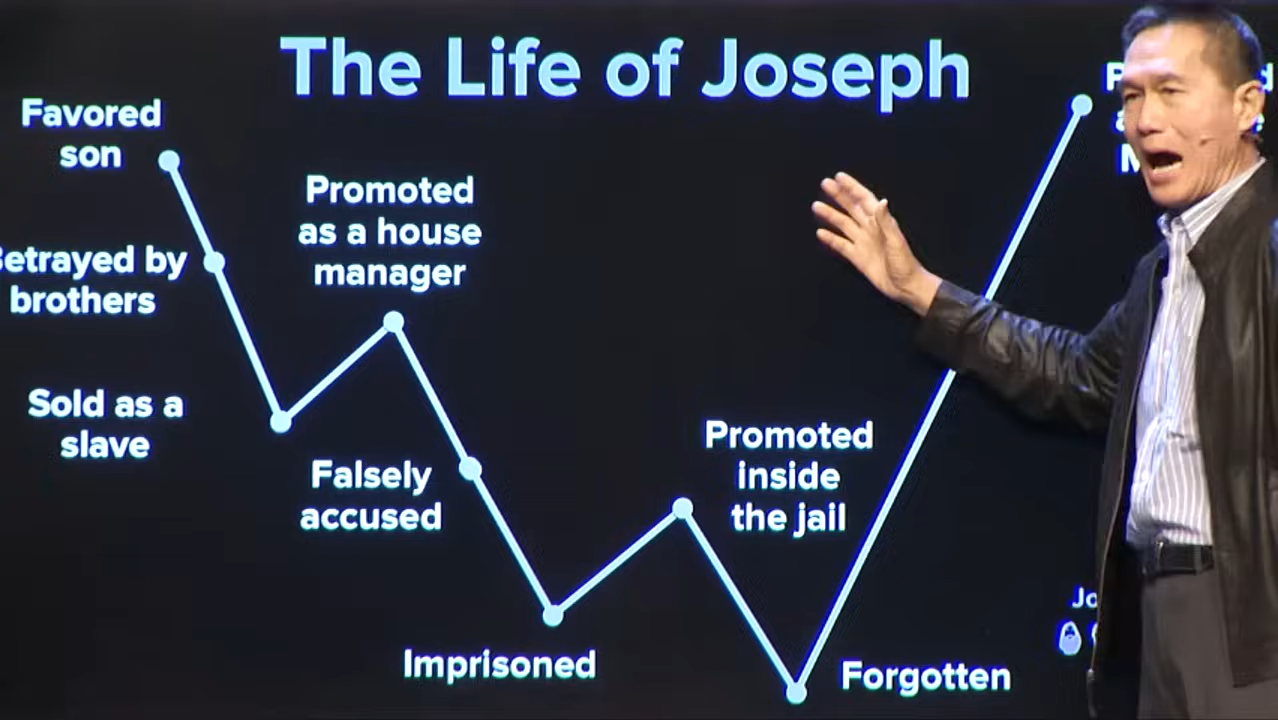 The Life of Joseph
Favored
son
Betrayed by
brothers
Sold as a
slave
Promoted
as a house
manager
Falsely
accused
Imprisoned
Promoted
inside
the jail
Forgotten